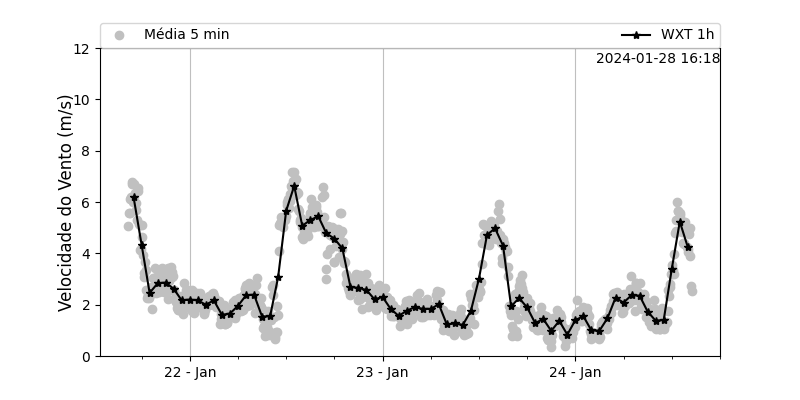 Média 5 min
WXT 1h
2024-01-28 16:18
Velocidade do Vento (m/s)
12
10
8
6
4
2
0
22 - Jan
23 - Jan
24 - Jan